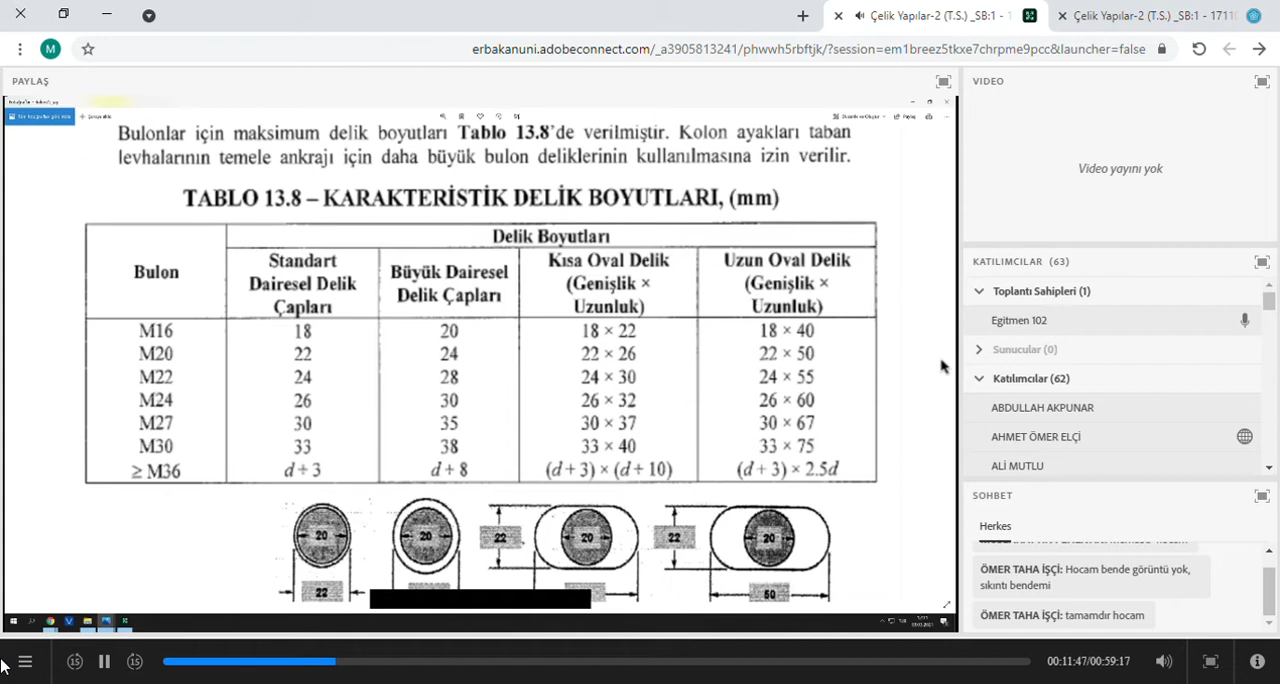 Çelik Yapılar-2 (T.S.) _SB:1 - 1
Çelik Yapılar-2 (T.S.) _SB:1 - 1711
M
erbakanuni.adobeconnect.com/_a3905813241/phwwh5rbftjk/?session=em1breez5tkxe7chrpme9pcc&launcher=false
PAYLAŞ
Bulonlar için maksimum delik boyutları Tablo 13.8'de verilmiştir. Kolon ayakları taban
levhalarının temele ankrajı için daha büyük bulon deliklerinin kullanılmasına izin verilir.
TABLO 13.8 – KARAKTERİSTİK DELİK BOYUTLARI, (mm)
Delik Boyutları
Bulon
Standart
Dairesel Delik
Çapları
Büyük Dairesel
Delik Çapları
Kısa Oval Delik
(Genişlik ×
Uzunluk)
Uzun Oval Delik
(Genişlik ×
Uzunluk)
M16 18 20 18 × 22 18 × 40
M20 22 24 22 × 26 22 × 50
M22 24 28 24 × 30 24 × 55
M24 26 30 26 × 32 26 × 60
M27 30 35 30 × 37 30 × 67
M30 33 38 33 × 40 33 × 75
≥ M36 d + 3 d + 8 (d + 3) × (d + 10) (d + 3) × 2.5d
20 20 22 20 22 20
22 50
VIDEO
Video yayını yok
KATILIMCILAR (63)
Toplantı Sahipleri (1)
Egitmen 102
Sunucular (0)
Katılımcılar (62)
ABDULLAH AKPUNAR
AHMET ÖMER ELÇİ
ALİ MUTLU
SOHBET
Herkes
ÖMER TAHA İŞÇİ: Hocam bende görüntü yok,
sıkıntı bendemi
ÖMER TAHA İŞÇİ: tamamdır hocam
15 15
00:11:47/00:59:17